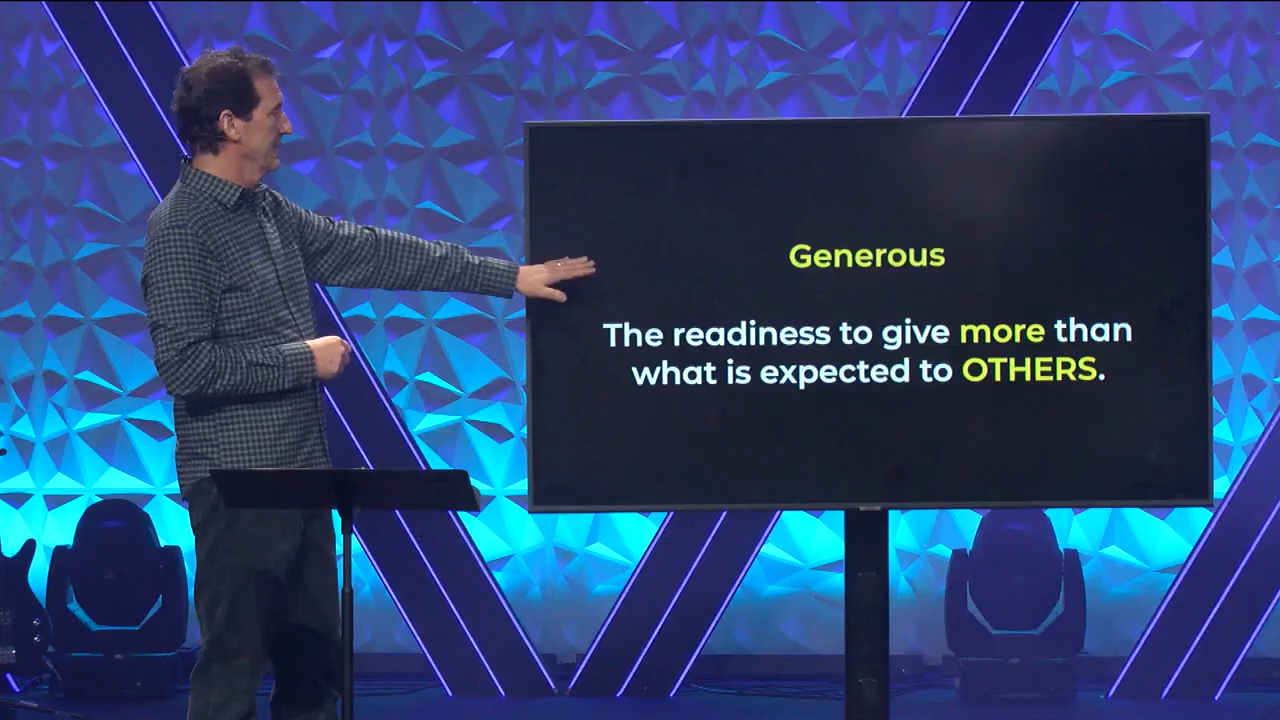 Generous
The readiness to give more than
what is expected to OTHERS.